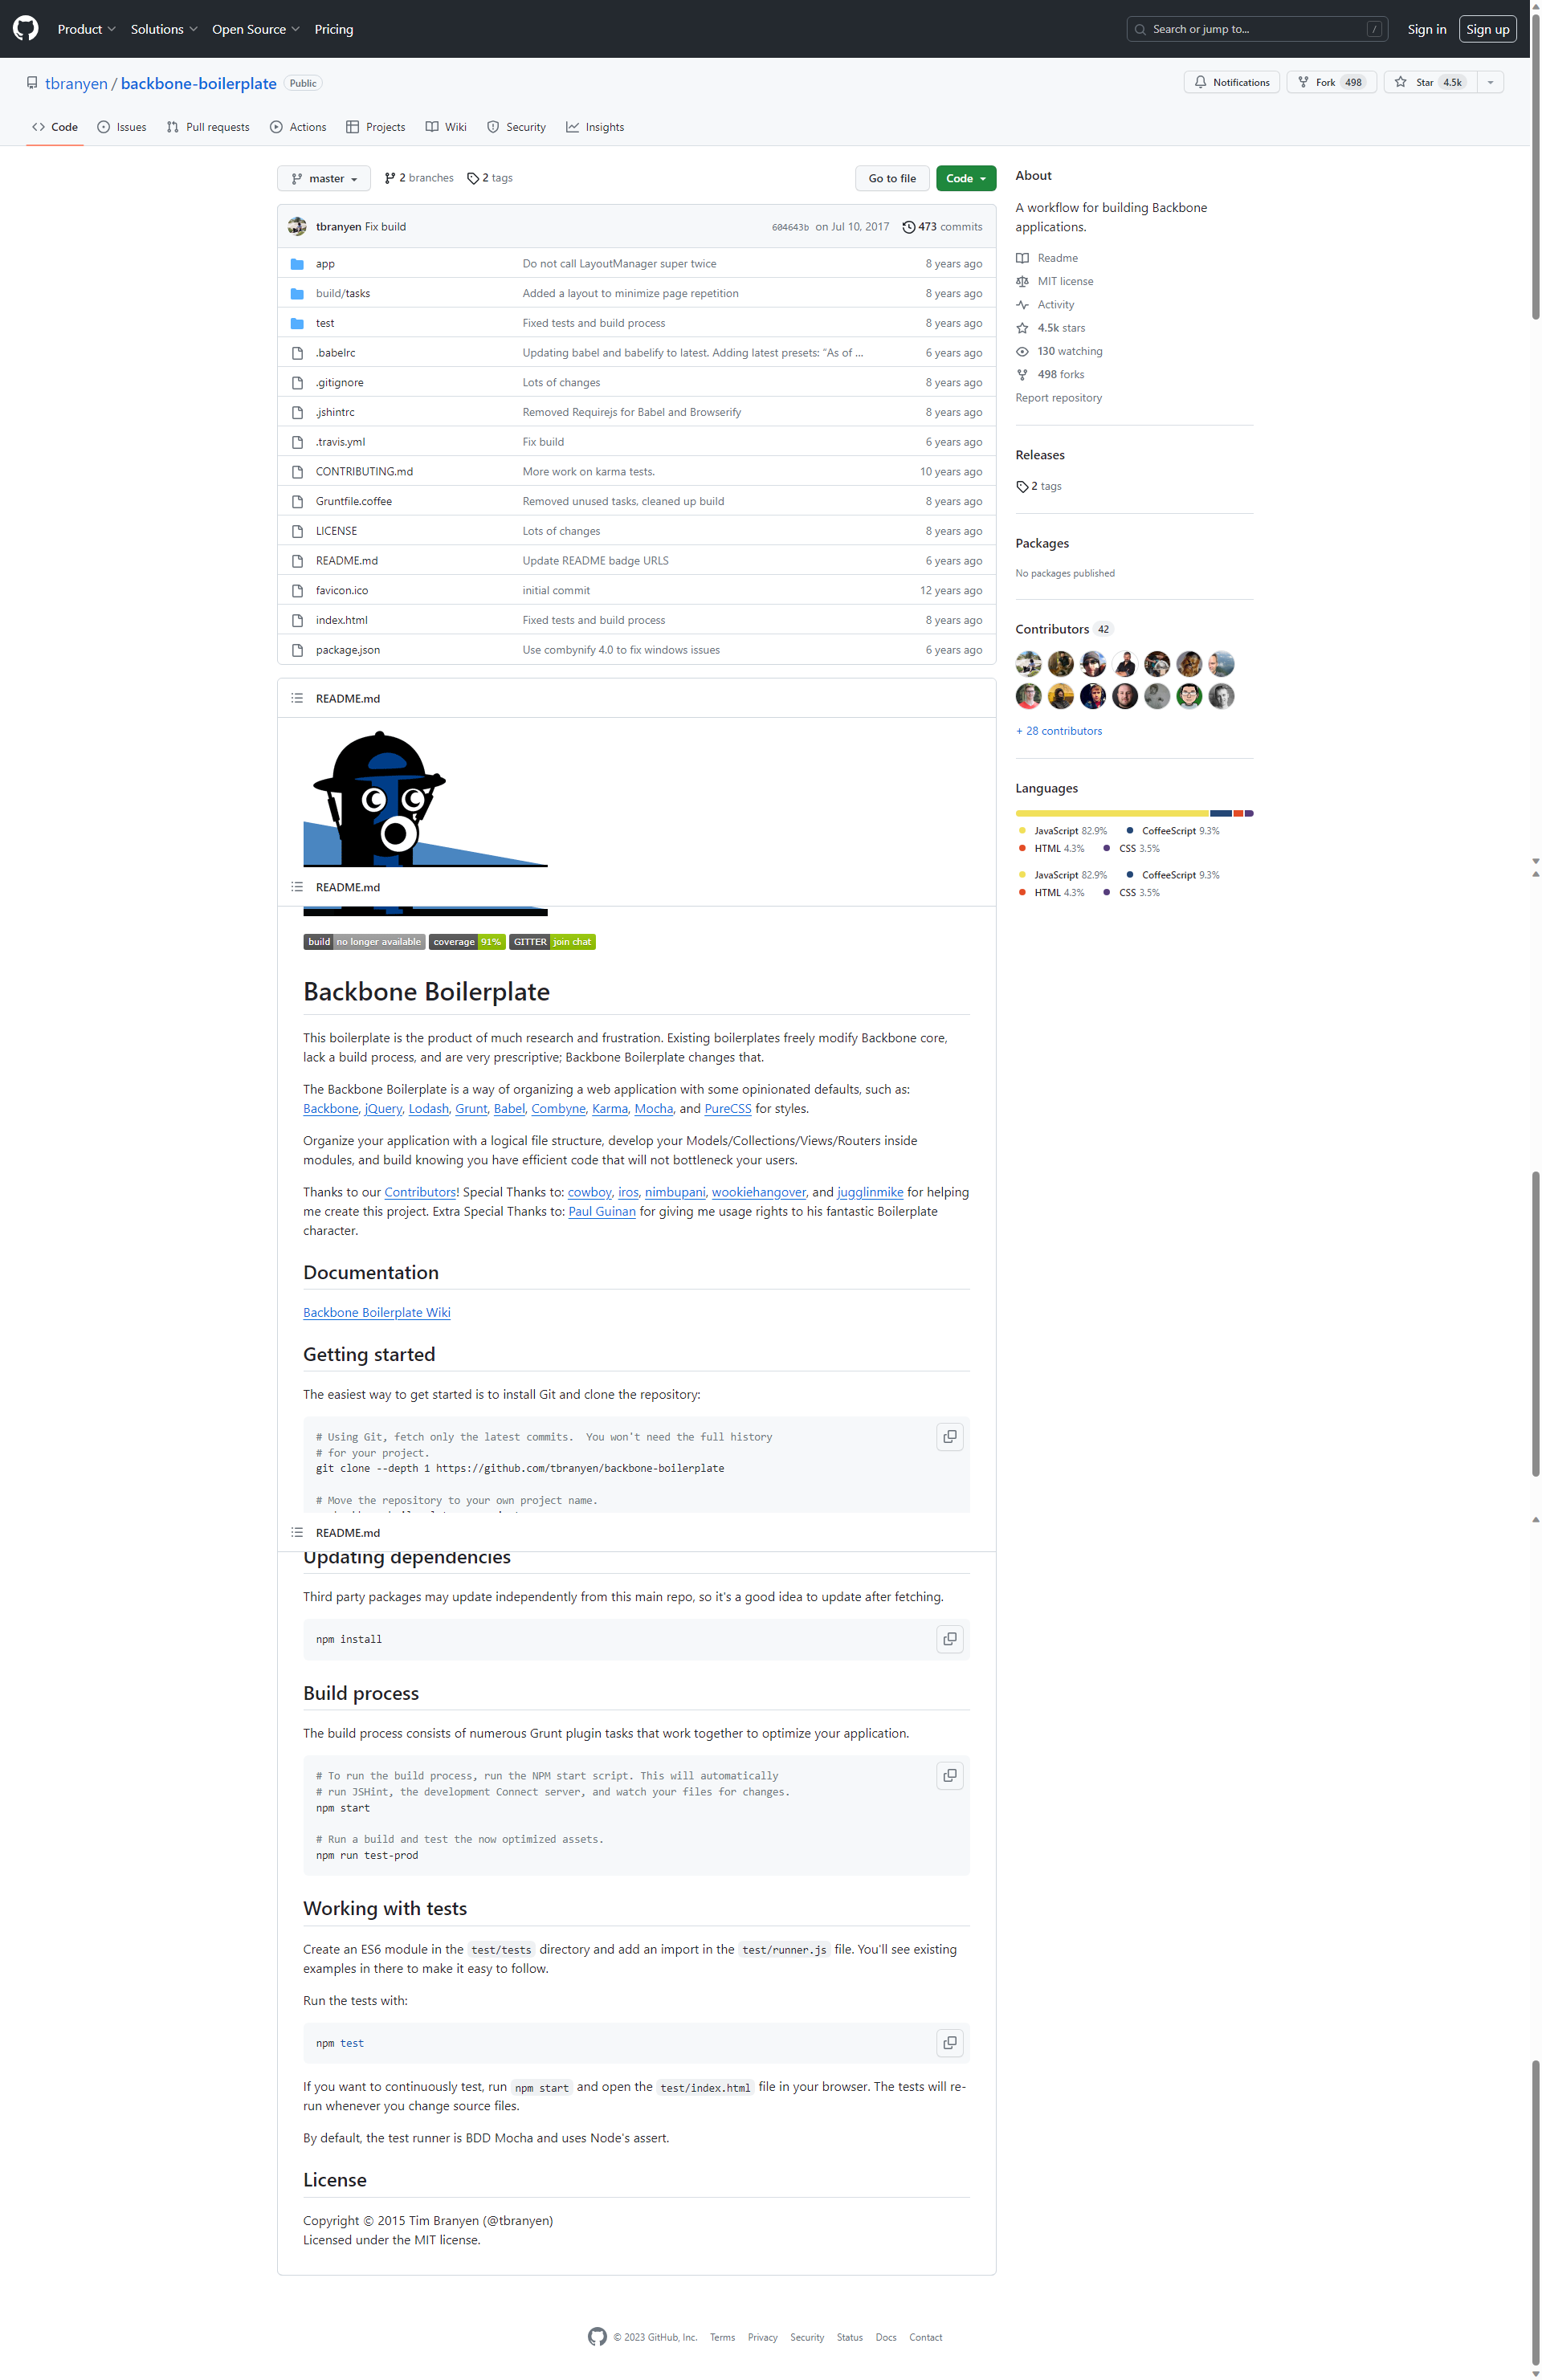 Product Solutions Open Source Pricing Search or jump to... / Sign in Sign up
tbranyen / backbone-boilerplate Public Notifications Fork 498 Star 4.5k
Code Issues Pull requests Actions Projects Wiki Security Insights
master 2 branches 2 tags Go to file Code
tbranyen Fix build 604643b on Jul 10, 2017 473 commits
app Do not call LayoutManager super twice 8 years ago
build/tasks Added a layout to minimize page repetition 8 years ago
test Fixed tests and build process 8 years ago
.babelrc Updating babel and babelify to latest. Adding latest presets: "As of ... 6 years ago
.gitignore Lots of changes 8 years ago
.jshintrc Removed Requirejs for Babel and Browserify 8 years ago
.travis.yml Fix build 6 years ago
CONTRIBUTING.md More work on karma tests. 10 years ago
Gruntfile.coffee Removed unused tasks, cleaned up build 8 years ago
LICENSE Lots of changes 8 years ago
README.md Update README badge URLS 6 years ago
favicon.ico initial commit 12 years ago
index.html Fixed tests and build process 8 years ago
package.json Use combynify 4.0 to fix windows issues 6 years ago
About
A workflow for building Backbone
applications.
Readme
MIT license
Activity
4.5k stars
130 watching
498 forks
Report repository
Releases
2 tags
Packages
No packages published
Contributors 42
+ 28 contributors
Languages
JavaScript 82.9% CoffeeScript 9.3%
HTML 4.3% CSS 3.5%
JavaScript 82.9% CoffeeScript 9.3%
HTML 4.3% CSS 3.5%
README.md
README.md
build no longer available coverage 91% GITTER join chat
Backbone Boilerplate
This boilerplate is the product of much research and frustration. Existing boilerplates freely modify Backbone core,
lack a build process, and are very prescriptive; Backbone Boilerplate changes that.
The Backbone Boilerplate is a way of organizing a web application with some opinionated defaults, such as:
Backbone, jQuery, Lodash, Grunt, Babel, Combyne, Karma, Mocha, and PureCSS for styles.
Organize your application with a logical file structure, develop your Models/Collections/Views/Routers inside
modules, and build knowing you have efficient code that will not bottleneck your users.
Thanks to our Contributors! Special Thanks to: cowboy, iros, nimbupani, wookiehangover, and jugglinmike for helping
me create this project. Extra Special Thanks to: Paul Guinan for giving me usage rights to his fantastic Boilerplate
character.
Documentation
Backbone Boilerplate Wiki
Getting started
The easiest way to get started is to install Git and clone the repository:
# Using Git, fetch only the latest commits. You won't need the full history
# for your project.
git clone --depth 1 https://github.com/tbranyen/backbone-boilerplate
# Move the repository to your own project name.
README.md
Updating dependencies
Third party packages may update independently from this main repo, so it's a good idea to update after fetching.
npm install
Build process
The build process consists of numerous Grunt plugin tasks that work together to optimize your application.
# To run the build process, run the NPM start script. This will automatically
# run JSHint, the development Connect server, and watch your files for changes.
npm start
# Run a build and test the now optimized assets.
npm run test-prod
Working with tests
Create an ES6 module in the test/tests directory and add an import in the test/runner.js file. You'll see existing
examples in there to make it easy to follow.
Run the tests with:
npm test
If you want to continuously test, run npm start and open the test/index.html file in your browser. The tests will re-
run whenever you change source files.
By default, the test runner is BDD Mocha and uses Node's assert.
License
Copyright © 2015 Tim Branyen (@tbranyen)
Licensed under the MIT license.
© 2023 GitHub, Inc. Terms Privacy Security Status Docs Contact